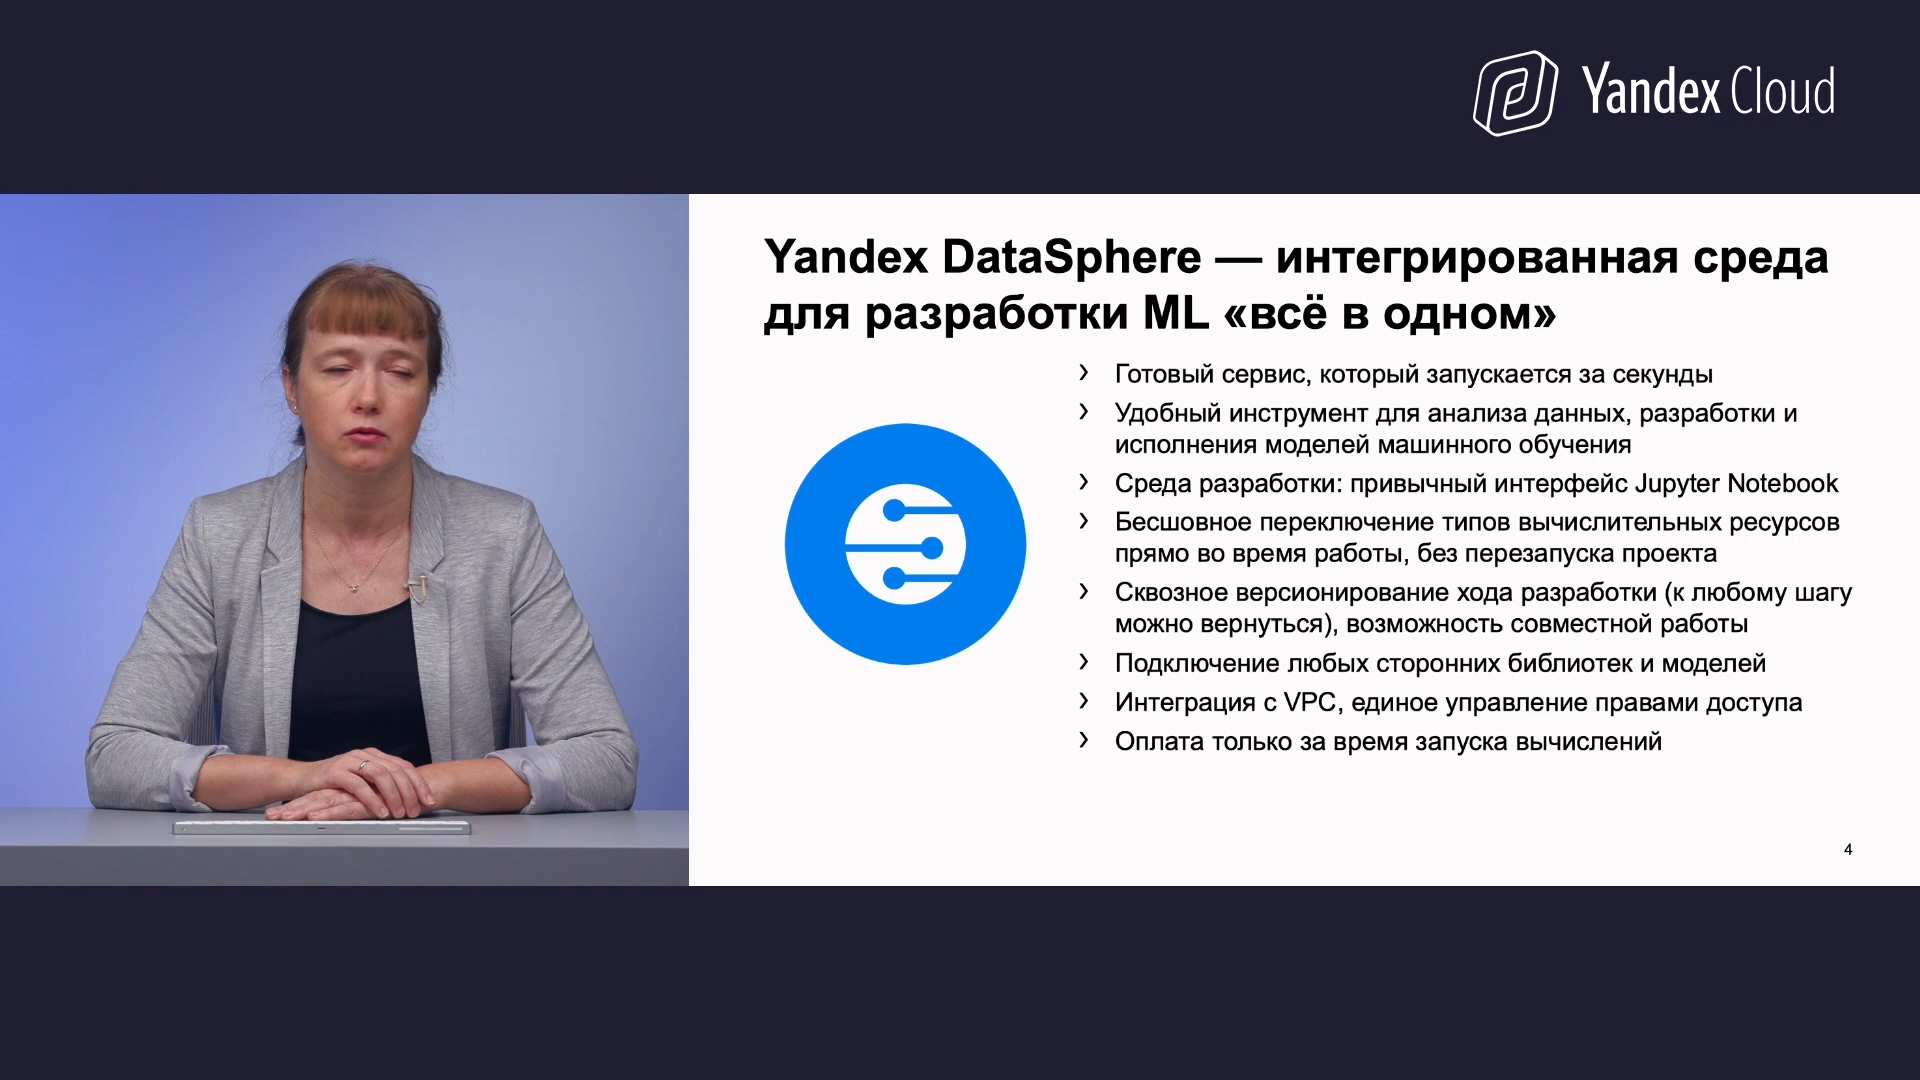 Yandex Cloud
Yandex DataSphere — интегрированная среда
для разработки ML «всё в одном»
› Готовый сервис, который запускается за секунды
› Удобный инструмент для анализа данных, разработки и
исполнения моделей машинного обучения
› Среда разработки: привычный интерфейс Jupyter Notebook
› Бесшовное переключение типов вычислительных ресурсов
прямо во время работы, без перезапуска проекта
› Сквозное версионирование хода разработки (к любому шагу
можно вернуться), возможность совместной работы
› Подключение любых сторонних библиотек и моделей
› Интеграция с VPC, единое управление правами доступа
› Оплата только за время запуска вычислений
4